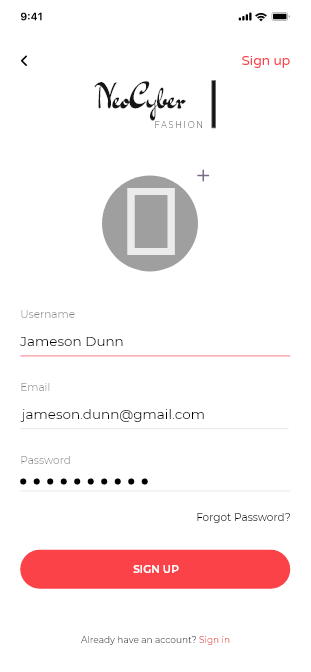 9:41
Sign up
NeoCyber
FASHION
Username
Jameson Dunn
Email
jameson.dunn@gmail.com
Password
Forgot Password?
SIGN UP
Already have an account? Sign in